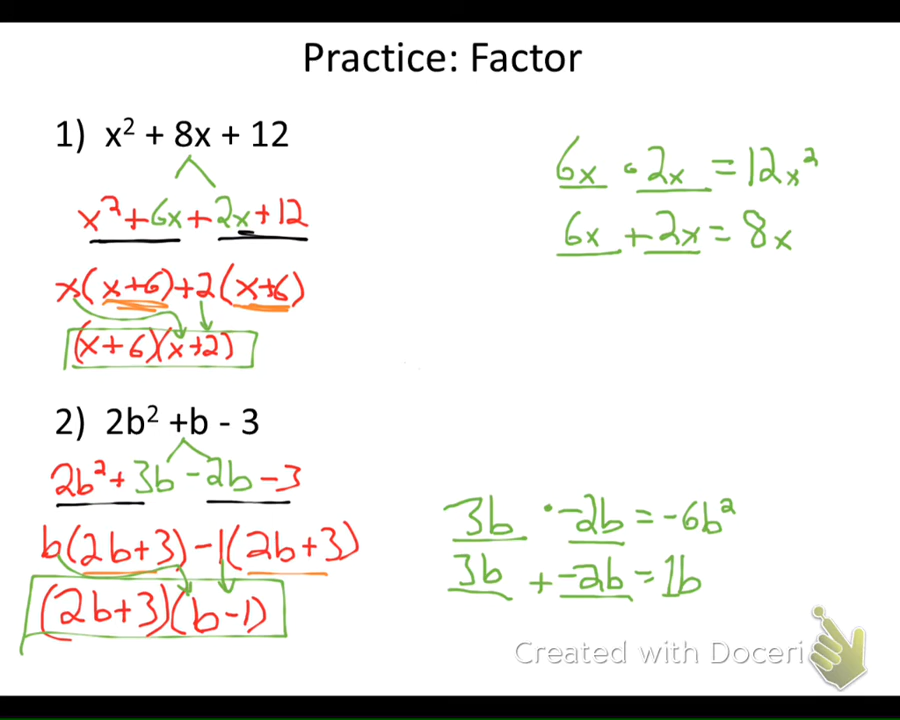 Practice: Factor
1) x² + 8x + 12
x² + 6x + 2x + 12
x(x+6)+2(x+6)
(x+6)(x+2)
6x · 2x = 12x²
6x + 2x = 8x
2) 2b² +b - 3
2b² + 3b - 2b - 3
b(2b+3)-1(2b+3)
(2b+3)(b-1)
3b · -2b = -6b²
3b + -2b = 1b
Created with Doceri